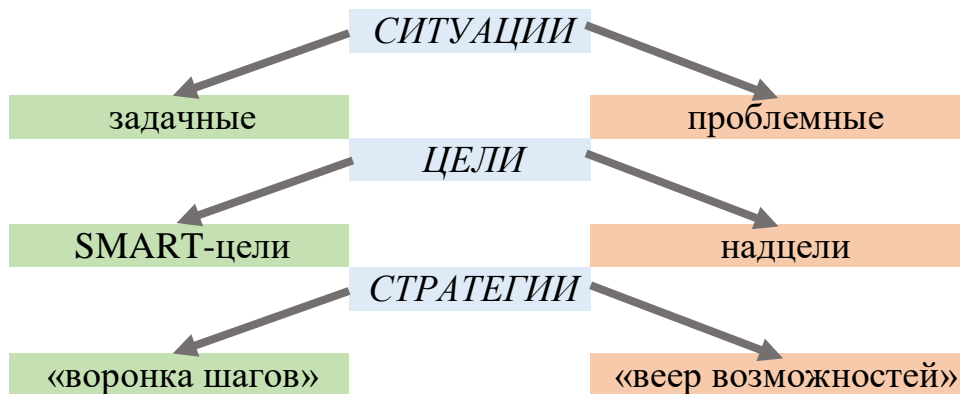 СИТУАЦИИ
задачные
проблемные
ЦЕЛИ
SMART-цели
надцели
СТРАТЕГИИ
«воронка шагов»
«веер возможностей»